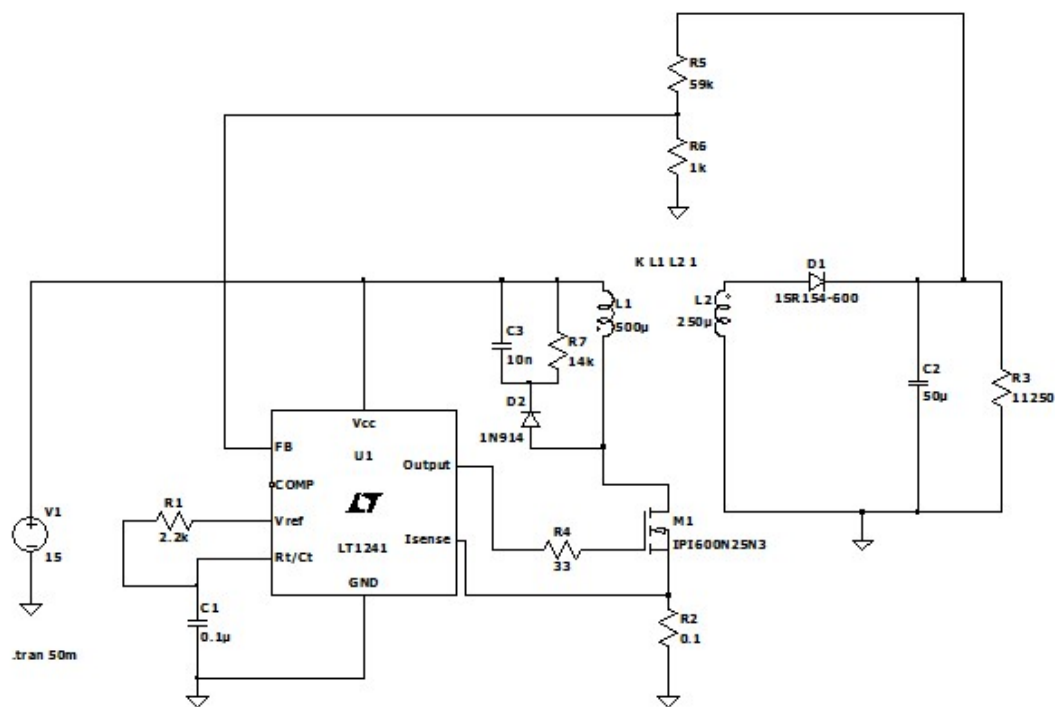 R5
59k
R6
1k
K L1 L2 1
D1
1SR154-600
L1
500µ
L2
250µ
C3
10n
R7
14k
D2
1N914
C2
50µ
R3
11250
Vcc
U1
FB
Output
COMP
LT
Vref
LT1241
Isense
Rt/Ct
GND
R1
2.2k
V1
15
C1
0.1µ
R4
33
M1
IPI600N25N3
R2
0.1
.tran 50m